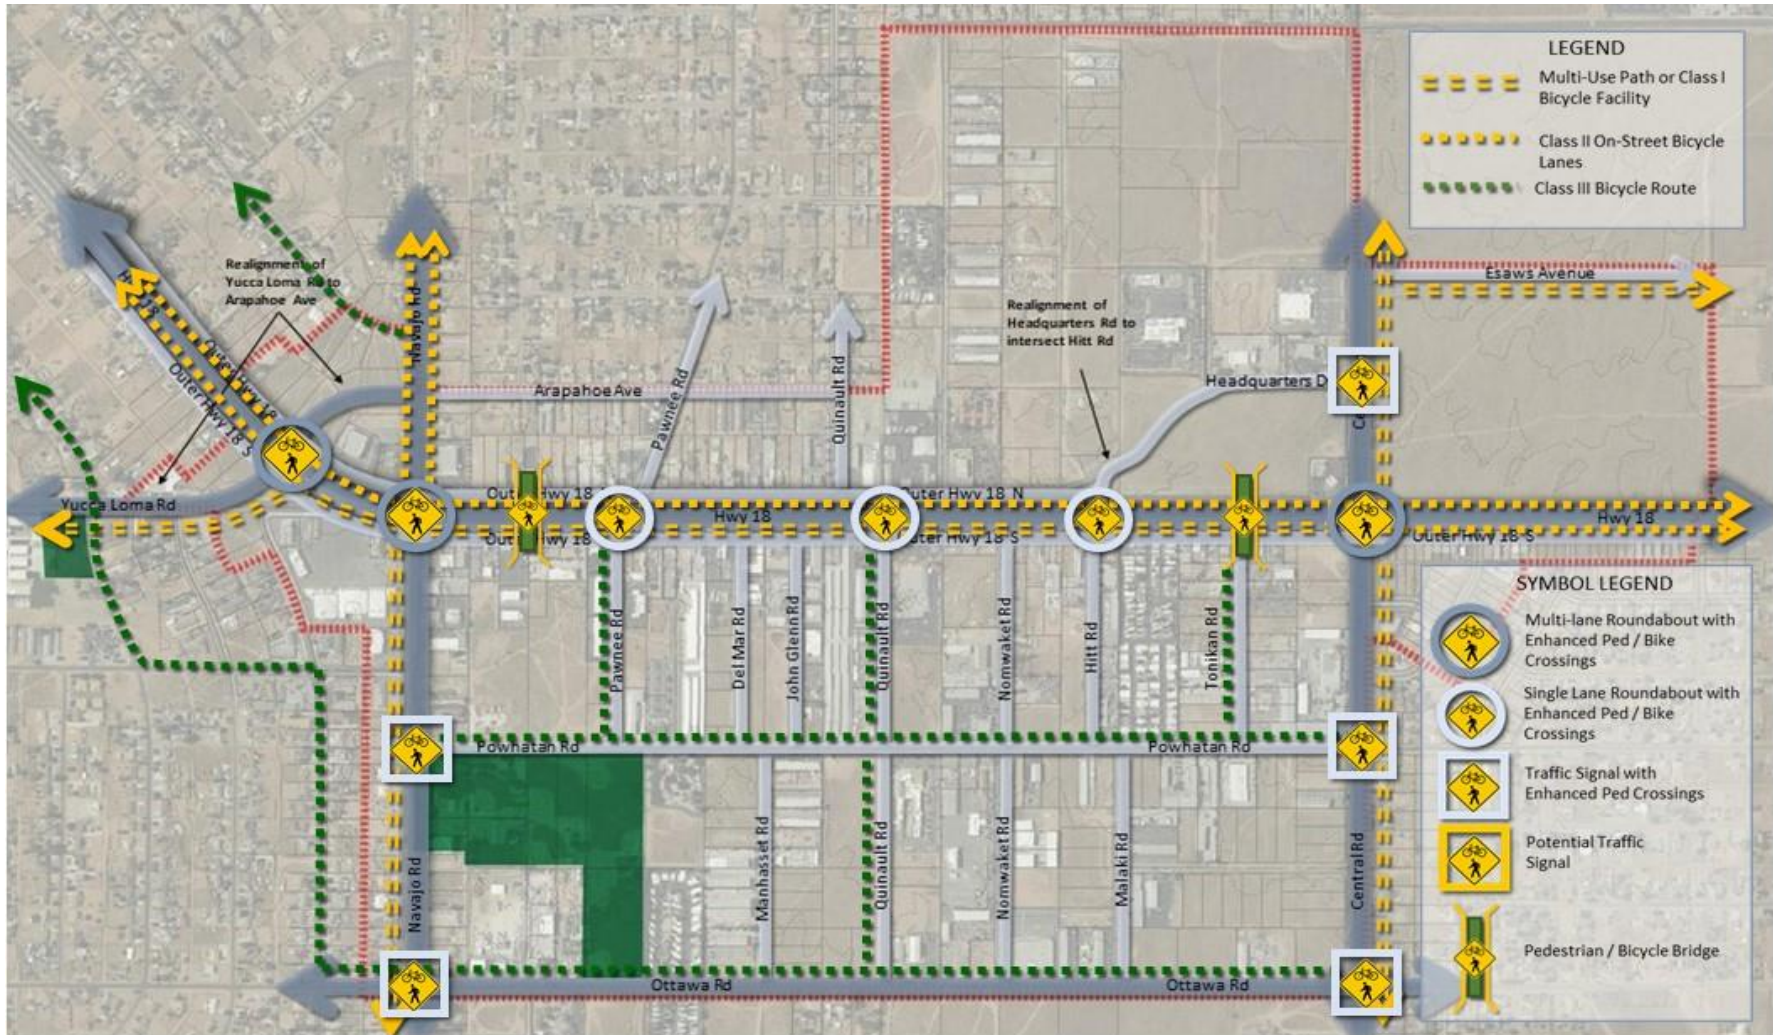 LEGEND
Multi-Use Path or Class I
Bicycle Facility
Class II On-Street Bicycle
Lanes
Class III Bicycle Route
Realignment of
Yucca Loma Rd to
Arapahoe Ave
Navajo Rd
Esaws Avenue
Realignment of
Headquarters Rd to
intersect Hitt Rd
Outer Hwy 18 S
Arapahoe Ave
Pawnee Rd
Quinault Rd
Headquarters D
Yucca Loma Rd
Outer Hwy 18 N
Hwy 18
Hwy 18
Outer Hwy 18 S
Outer Hwy 18 S
Pawnee Rd
Del Mar Rd
John Glenn Rd
Quinault Rd
Nomwaket Rd
Hitt Rd
Tonikan Rd
Powhatan Rd
Powhatan Rd
Navajo Rd
Manhasset Rd
Quinault Rd
Nomwaket Rd
Malaki Rd
Central Rd
Ottawa Rd
Ottawa Rd
SYMBOL LEGEND
Multi-lane Roundabout with
Enhanced Ped / Bike
Crossings
Single Lane Roundabout with
Enhanced Ped / Bike
Crossings
Traffic Signal with
Enhanced Ped Crossings
Potential Traffic
Signal
Pedestrian / Bicycle Bridge